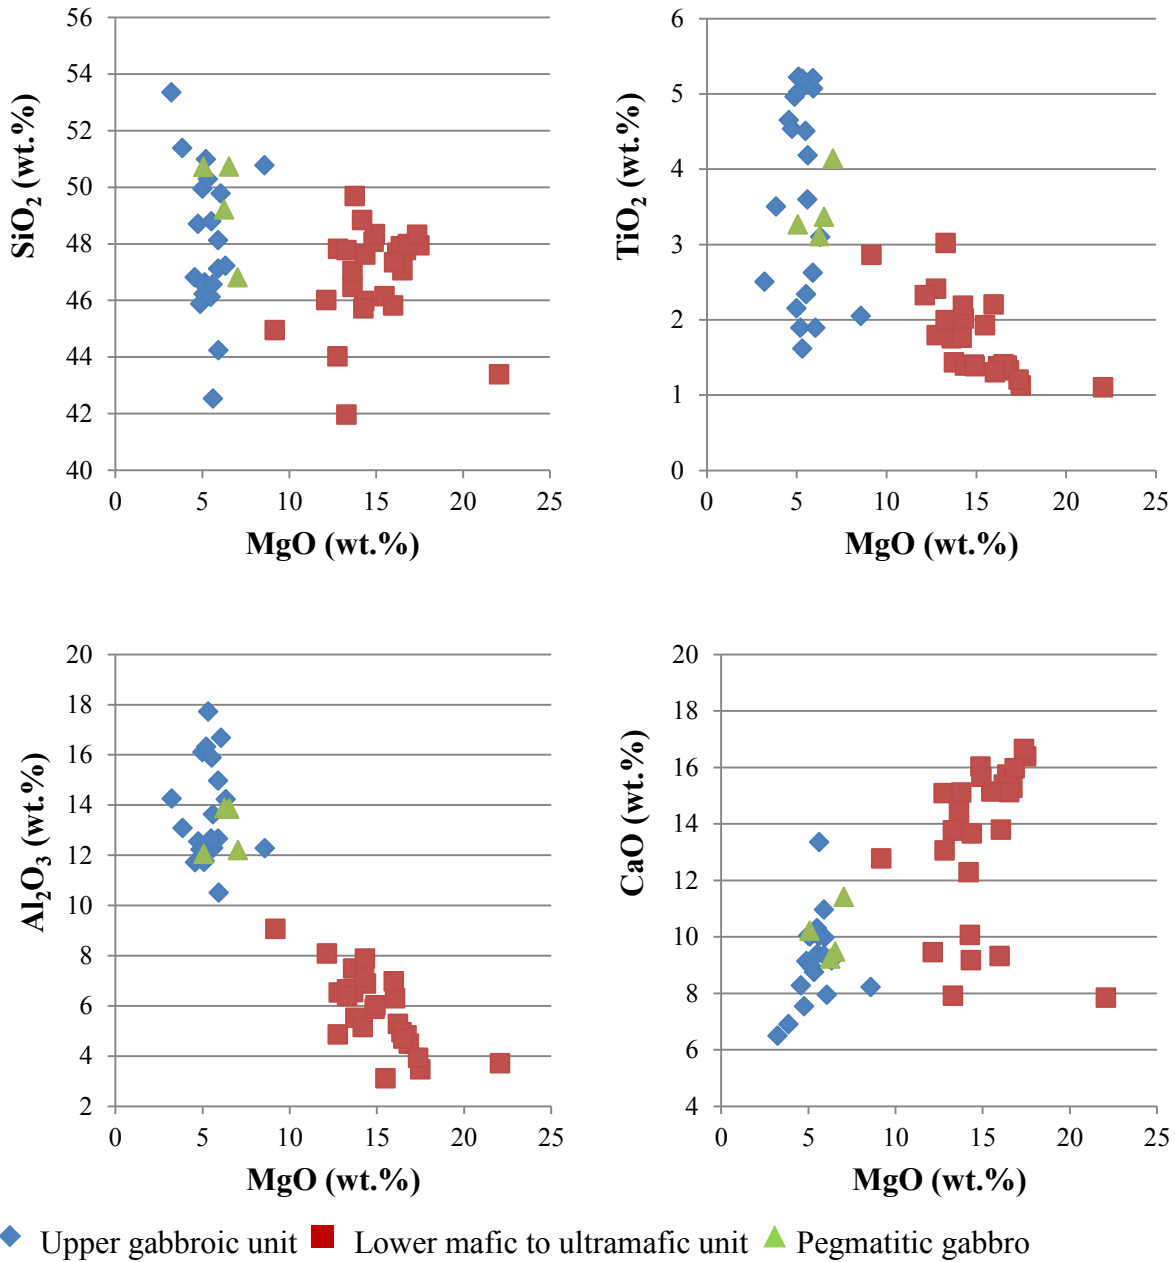 56
54
52
50
48
46
44
42
40
SiO₂ (wt.%)
0 5 10 15 20 25
MgO (wt.%)
6
5
4
3
2
1
0
TiO₂ (wt.%)
0 5 10 15 20 25
MgO (wt.%)
20
18
16
14
12
10
8
6
4
2
Al₂O₃ (wt.%)
0 5 10 15 20 25
MgO (wt.%)
20
18
16
14
12
10
8
6
4
CaO (wt.%)
0 5 10 15 20 25
MgO (wt.%)
Upper gabbroic unit Lower mafic to ultramafic unit Pegmatitic gabbro